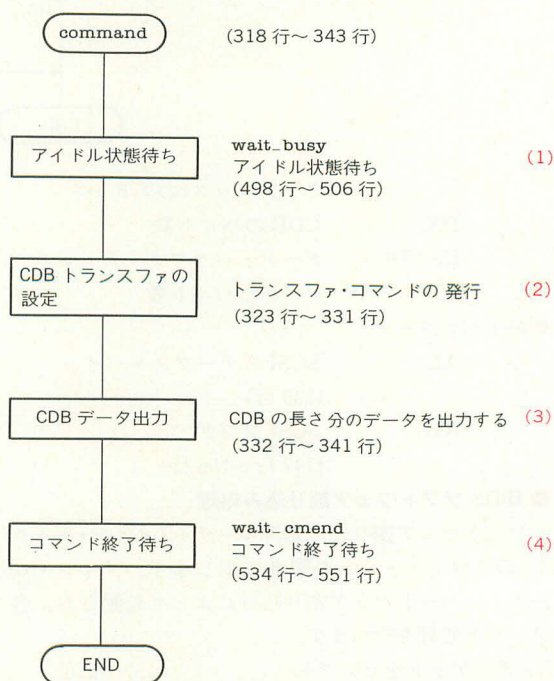 command
(318 行～ 343 行)
アイドル状態待ち
wait_busy
アイドル状態待ち
(498 行～ 506 行)
(1)
CDB トランスファの
設定
トランスファ・コマンドの 発行
(323 行～ 331 行)
(2)
CDB データ出力
CDB の長さ分のデータを出力する
(332 行～ 341 行)
(3)
コマンド終了待ち
wait_cmend
コマンド終了待ち
(534 行～ 551 行)
(4)
END